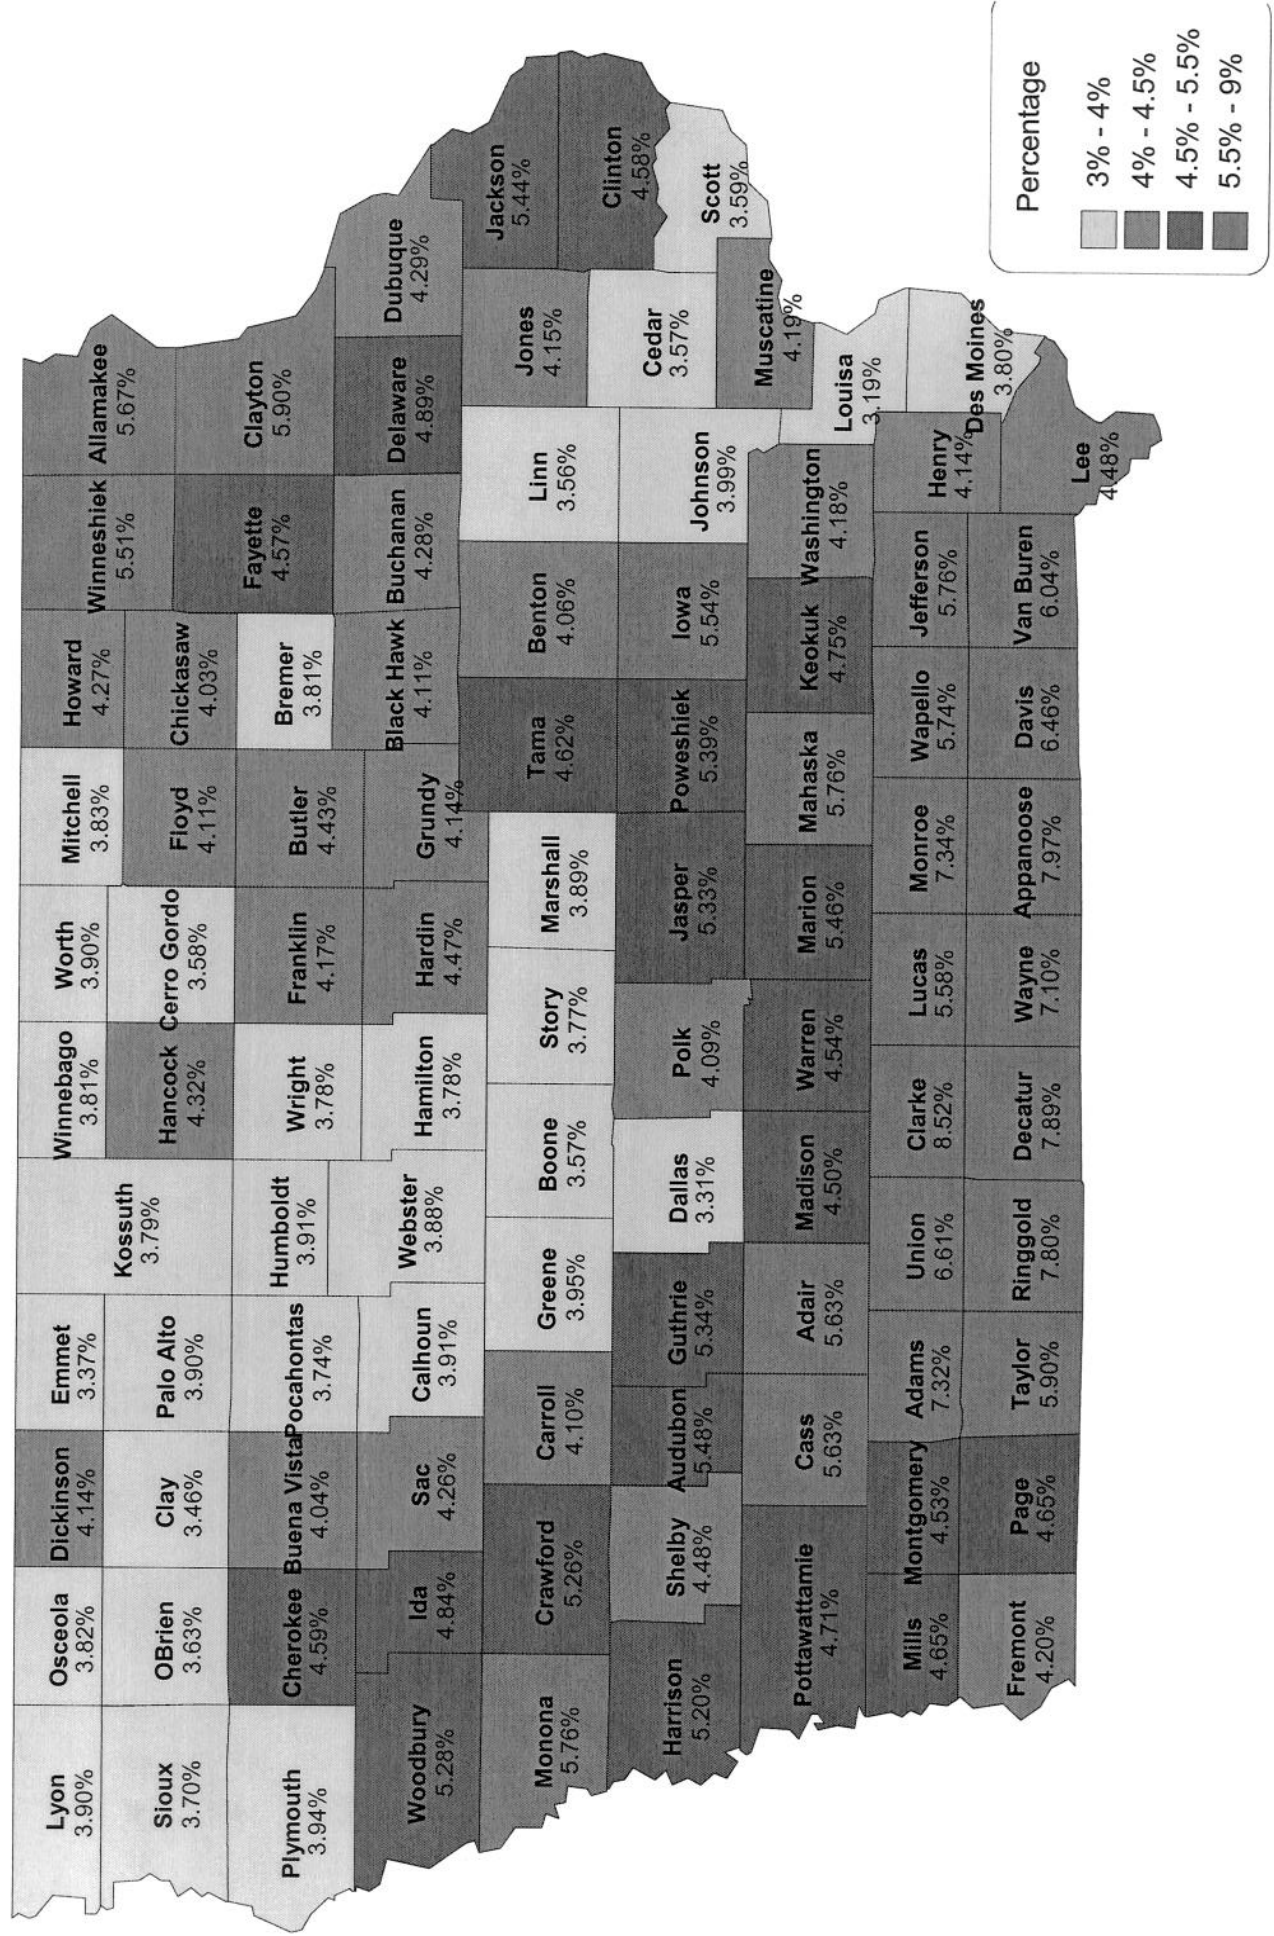 Lyon
3.90%
Osceola
3.82%
Dickinson
4.14%
Emmet
3.37%
Kossuth
3.79%
Winnebago
3.81%
Worth
3.90%
Mitchell
3.83%
Howard
4.27%
Winneshiek
5.51%
Allamakee
5.67%
Sioux
3.70%
OBrien
3.63%
Clay
3.46%
Palo Alto
3.90%
Hancock
4.32%
Cerro Gordo
3.58%
Floyd
4.11%
Chickasaw
4.03%
Fayette
4.57%
Clayton
5.90%
Plymouth
3.94%
Cherokee
4.59%
Buena Vista
4.04%
Pocahontas
3.74%
Humboldt
3.91%
Wright
3.78%
Franklin
4.17%
Butler
4.43%
Bremer
3.81%
Woodbury
5.28%
Ida
4.84%
Sac
4.26%
Calhoun
3.91%
Webster
3.88%
Hamilton
3.78%
Hardin
4.47%
Grundy
4.14%
Black Hawk
4.11%
Buchanan
4.28%
Delaware
4.89%
Dubuque
4.29%
Monona
5.76%
Crawford
5.26%
Carroll
4.10%
Greene
3.95%
Boone
3.57%
Story
3.77%
Marshall
3.89%
Tama
4.62%
Benton
4.06%
Linn
3.56%
Jones
4.15%
Jackson
5.44%
Clinton
4.58%
Harrison
5.20%
Shelby
4.48%
Audubon
5.48%
Guthrie
5.34%
Dallas
3.31%
Polk
4.09%
Jasper
5.33%
Poweshiek
5.39%
Iowa
5.54%
Johnson
3.99%
Cedar
3.57%
Scott
3.59%
Muscatine
4.19%
Pottawattamie
4.71%
Cass
5.63%
Adair
5.63%
Madison
4.50%
Warren
4.54%
Marion
5.46%
Mahaska
5.76%
Keokuk
4.75%
Washington
4.18%
Louisa
3.19%
Mills
4.65%
Montgomery
4.53%
Adams
7.32%
Union
6.61%
Clarke
8.52%
Lucas
5.58%
Monroe
7.34%
Wapello
5.74%
Jefferson
5.76%
Henry
4.14%
Des Moines
3.80%
Fremont
4.20%
Page
4.65%
Taylor
5.90%
Ringgold
7.80%
Decatur
7.89%
Wayne
7.10%
Appanoose
7.97%
Davis
6.46%
Van Buren
6.04%
Lee
4.48%
Percentage
3% - 4%
4% - 4.5%
4.5% - 5.5%
5.5% - 9%